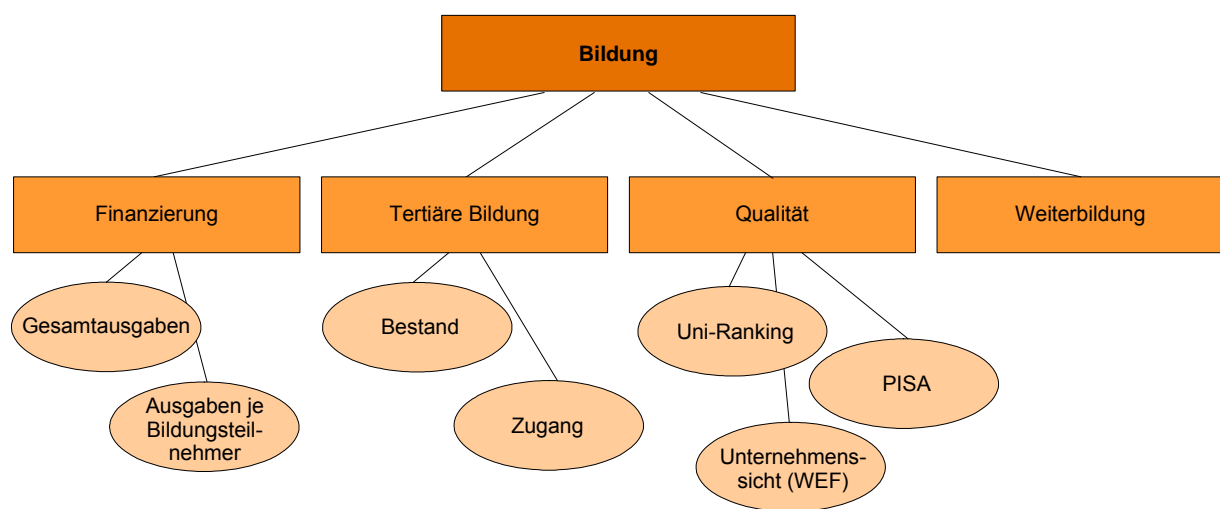 Bildung
Finanzierung
Tertiäre Bildung
Qualität
Weiterbildung
Gesamtausgaben
Ausgaben je
Bildungsteil-
nehmer
Bestand
Zugang
Uni-Ranking
Unternehmens-
sicht (WEF)
PISA